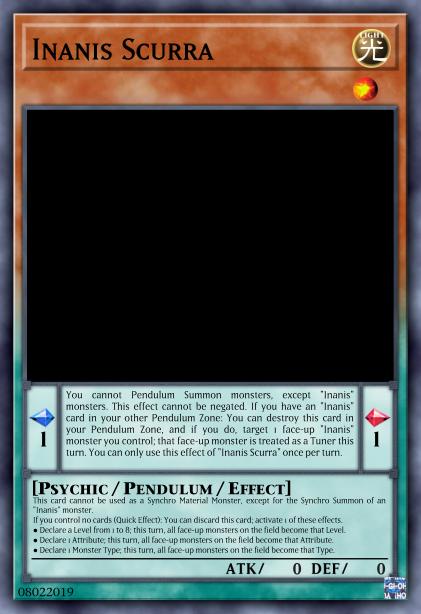 Inanis Scurra
LIGHT
光
You cannot Pendulum Summon monsters, except "Inanis"
monsters. This effect cannot be negated. If you have an "Inanis"
card in your other Pendulum Zone: You can destroy this card in
your Pendulum Zone, and if you do, target 1 face-up "Inanis"
monster you control; that face-up monster is treated as a Tuner this
turn. You can only use this effect of "Inanis Scurra" once per turn.
1
1
[Psychic / Pendulum / Effect]
This card cannot be used as a Synchro Material Monster, except for the Synchro Summon of an
"Inanis" monster.
If you control no cards (Quick Effect): You can discard this card; activate 1 of these effects.
● Declare a Level from 1 to 8; this turn, all face-up monsters on the field become that Level.
● Declare 1 Attribute; this turn, all face-up monsters on the field become that Attribute.
● Declare 1 Monster Type; this turn, all face-up monsters on the field become that Type.
ATK/ 0 DEF/ 0
08022019